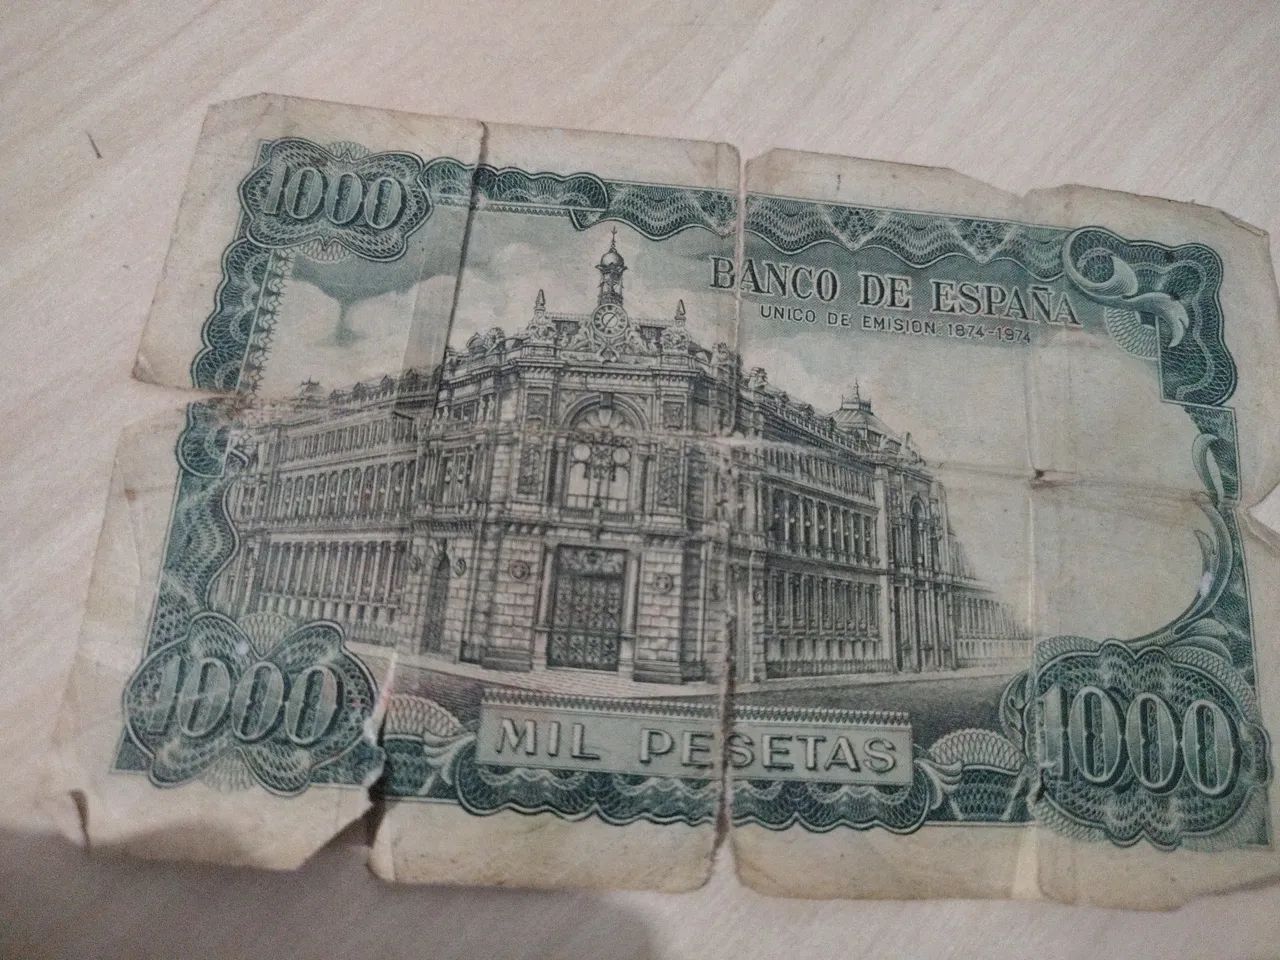 1000
BANCO DE ESPAÑA
UNICO DE EMISION. 1874-1974
1000
MIL PESETAS
1000